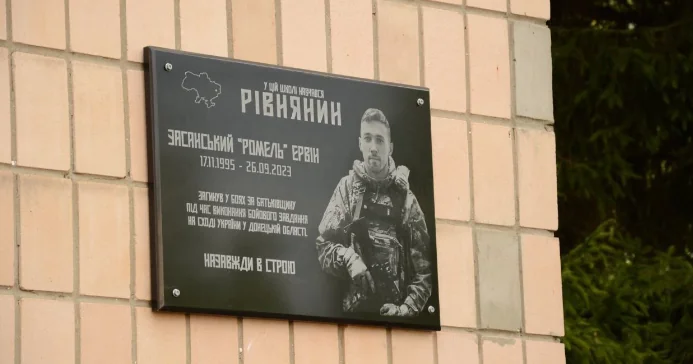 У ЦІЙ ШКОЛІ НАВЧАВСЯ
РІВНЯНИН
ЗАСАНСЬКИЙ "РОМЕЛЬ" ЕРВІН
17.11.1995 - 26.09.2023
ЗАГИНУВ У БОЯХ ЗА БАТЬКІВЩИНУ
ПІД ЧАС ВИКОНАННЯ БОЙОВОГО ЗАВДАННЯ
НА СХОДІ УКРАЇНИ У ДОНЕЦЬКІЙ ОБЛАСТІ
НАЗАВЖДИ В СТРОЮ